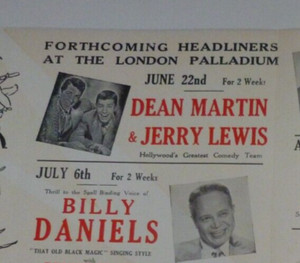 FORTHCOMING HEADLINERS
AT THE LONDON PALLADIUM
JUNE 22nd For 2 Weeks
DEAN MARTIN
& JERRY LEWIS
Hollywood's Greatest Comedy Team
JULY 6th For 2 Weeks
Thrill to the Spell Binding Voice of
BILLY
DANIELS
"THAT OLD BLACK MAGIC" SINGING STYLE
with